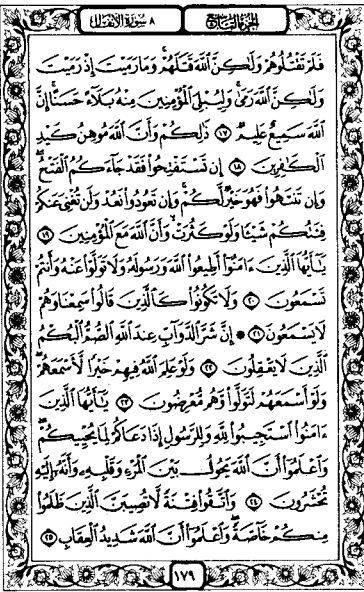 ٨ سورة الأنفال
الجزء التاسع
فَلَمْ تَقْتُلُوهُمْ وَلَٰكِنَّ ٱللَّهَ قَتَلَهُمْ ۚ وَمَا رَمَيْتَ إِذْ رَمَيْتَ
وَلَٰكِنَّ ٱللَّهَ رَمَىٰ ۚ وَلِيُبْلِىَ ٱلْمُؤْمِنِينَ مِنْهُ بَلَآءً حَسَنًا ۚ إِنَّ
ٱللَّهَ سَمِيعٌ عَلِيمٌ ١٧ ذَٰلِكُمْ وَأَنَّ ٱللَّهَ مُوهِنُ كَيْدِ
ٱلْكَٰفِرِينَ ١٨ إِن تَسْتَفْتِحُوا۟ فَقَدْ جَآءَكُمُ ٱلْفَتْحُ ۖ
وَإِن تَنتَهُوا۟ فَهُوَ خَيْرٌ لَّكُمْ ۖ وَإِن تَعُودُوا۟ نَعُدْ وَلَن تُغْنِىَ عَنكُمْ
فِئَتُكُمْ شَيْـًٔا وَلَوْ كَثُرَتْ وَأَنَّ ٱللَّهَ مَعَ ٱلْمُؤْمِنِينَ ١٩
يَٰٓأَيُّهَا ٱلَّذِينَ ءَامَنُوٓا۟ أَطِيعُوا۟ ٱللَّهَ وَرَسُولَهُۥ وَلَا تَوَلَّوْا۟ عَنْهُ وَأَنتُمْ
تَسْمَعُونَ ٢٠ وَلَا تَكُونُوا۟ كَٱلَّذِينَ قَالُوا۟ سَمِعْنَا وَهُمْ
لَا يَسْمَعُونَ ٢١ ۞ إِنَّ شَرَّ ٱلدَّوَآبِّ عِندَ ٱللَّهِ ٱلصُّمُّ ٱلْبُكْمُ
ٱلَّذِينَ لَا يَعْقِلُونَ ٢٢ وَلَوْ عَلِمَ ٱللَّهُ فِيهِمْ خَيْرًا لَّأَسْمَعَهُمْ ۖ
وَلَوْ أَسْمَعَهُمْ لَتَوَلَّوا۟ وَّهُم مُّعْرِضُونَ ٢٣ يَٰٓأَيُّهَا ٱلَّذِينَ
ءَامَنُوا۟ ٱسْتَجِيبُوا۟ لِلَّهِ وَلِلرَّسُولِ إِذَا دَعَاكُمْ لِمَا يُحْيِيكُمْ ۖ
وَٱعْلَمُوٓا۟ أَنَّ ٱللَّهَ يَحُولُ بَيْنَ ٱلْمَرْءِ وَقَلْبِهِۦ وَأَنَّهُۥٓ إِلَيْهِ
تُحْشَرُونَ ٢٤ وَٱتَّقُوا۟ فِتْنَةً لَّا تُصِيبَنَّ ٱلَّذِينَ ظَلَمُوا۟
مِنكُمْ خَآصَّةً ۖ وَٱعْلَمُوٓا۟ أَنَّ ٱللَّهَ شَدِيدُ ٱلْعِقَابِ ٢٥
١٧٩